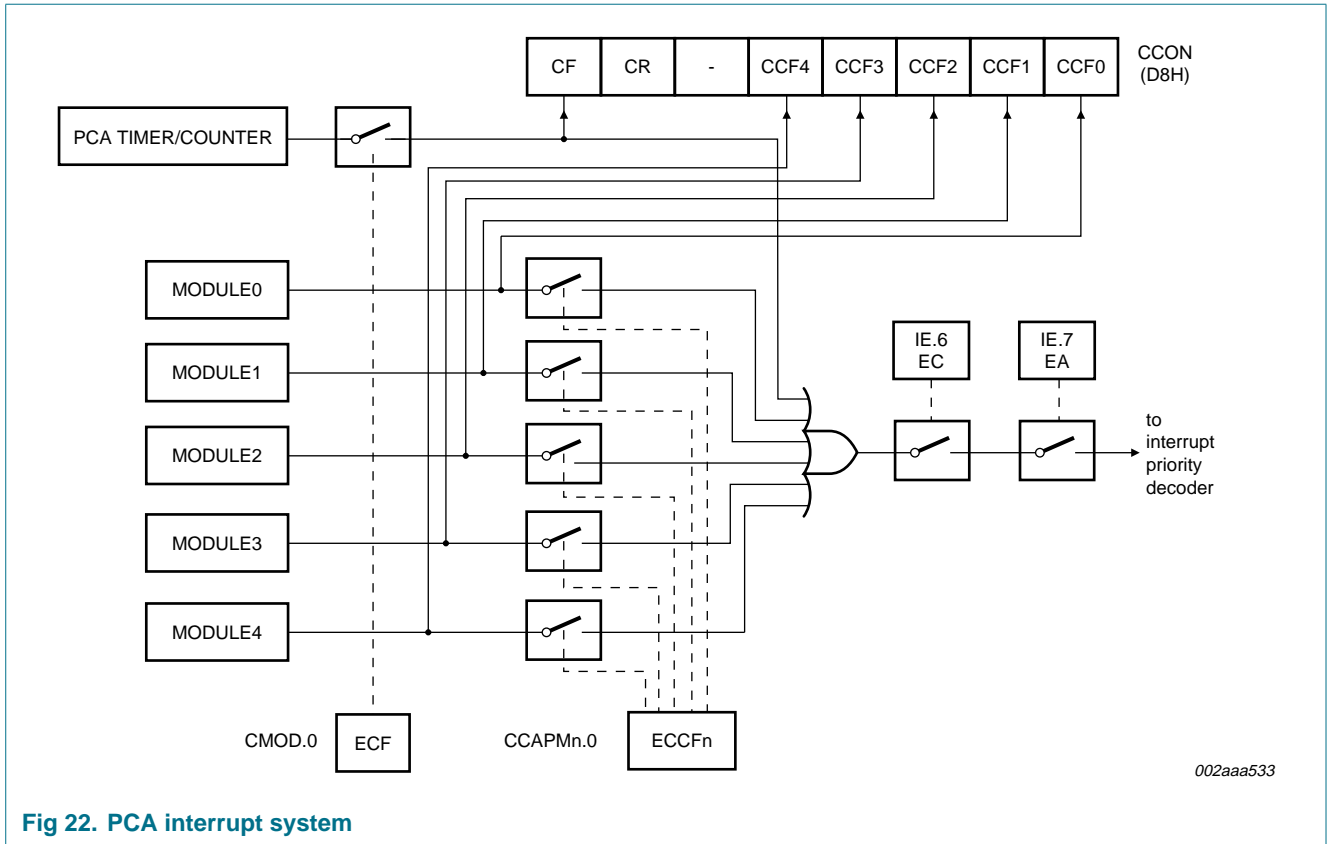 CF CR - CCF4 CCF3 CCF2 CCF1 CCF0
CCON
(D8H)
PCA TIMER/COUNTER
MODULE0
MODULE1
MODULE2
MODULE3
MODULE4
IE.6
EC
IE.7
EA
to
interrupt
priority
decoder
CMOD.0
ECF
CCAPMn.0
ECCFn
002aaa533
Fig 22. PCA interrupt system